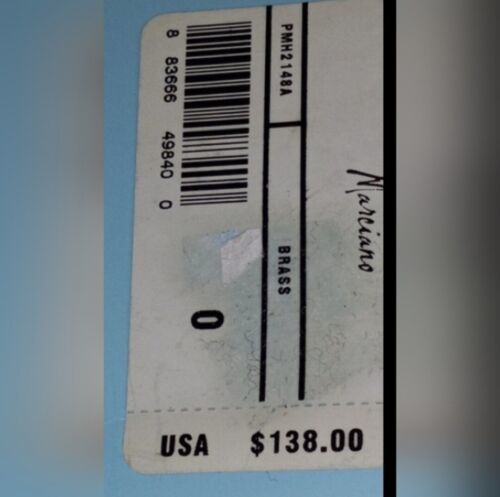 Marciano
PMH2148A
BRASS
8 83666 49840 0
0
USA $138.00